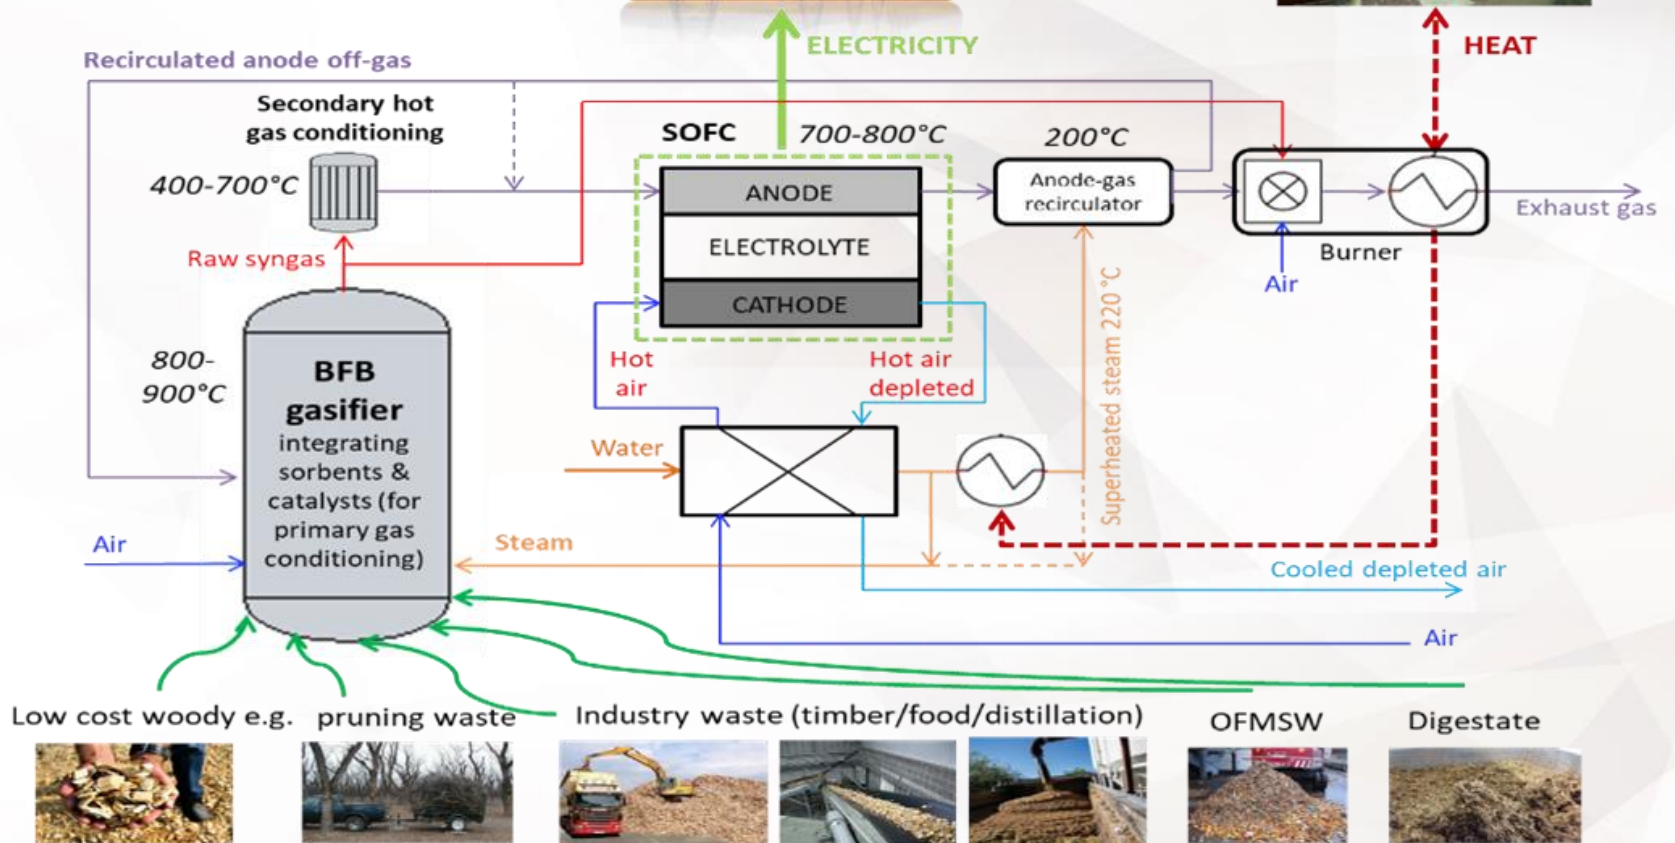 ELECTRICITY
HEAT
Recirculated anode off-gas
Secondary hot
gas conditioning
SOFC
700-800°C
200°C
400-700°C
ANODE
Anode-gas
recirculator
Exhaust gas
ELECTROLYTE
Raw syngas
Burner
CATHODE
Air
800-
900°C
Hot
air
Hot air
depleted
Superheated steam 220 °C
BFB
gasifier
integrating
sorbents &
catalysts (for
primary gas
conditioning)
Water
Air
Steam
Cooled depleted air
Air
Low cost woody e.g.
pruning waste
Industry waste (timber/food/distillation)
OFMSW
Digestate